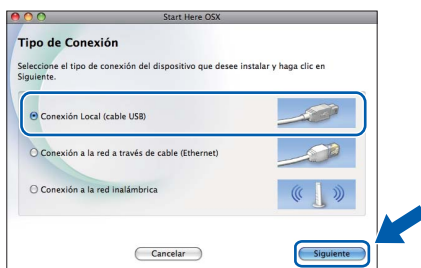 Start Here OSX
Tipo de Conexión
Seleccione el tipo de conexión del dispositivo que desee instalar y haga clic en
Siguiente.
Conexión Local (cable USB)
Conexión a la red a través de cable (Ethernet)
Conexión a la red inalámbrica
Cancelar
Siguiente